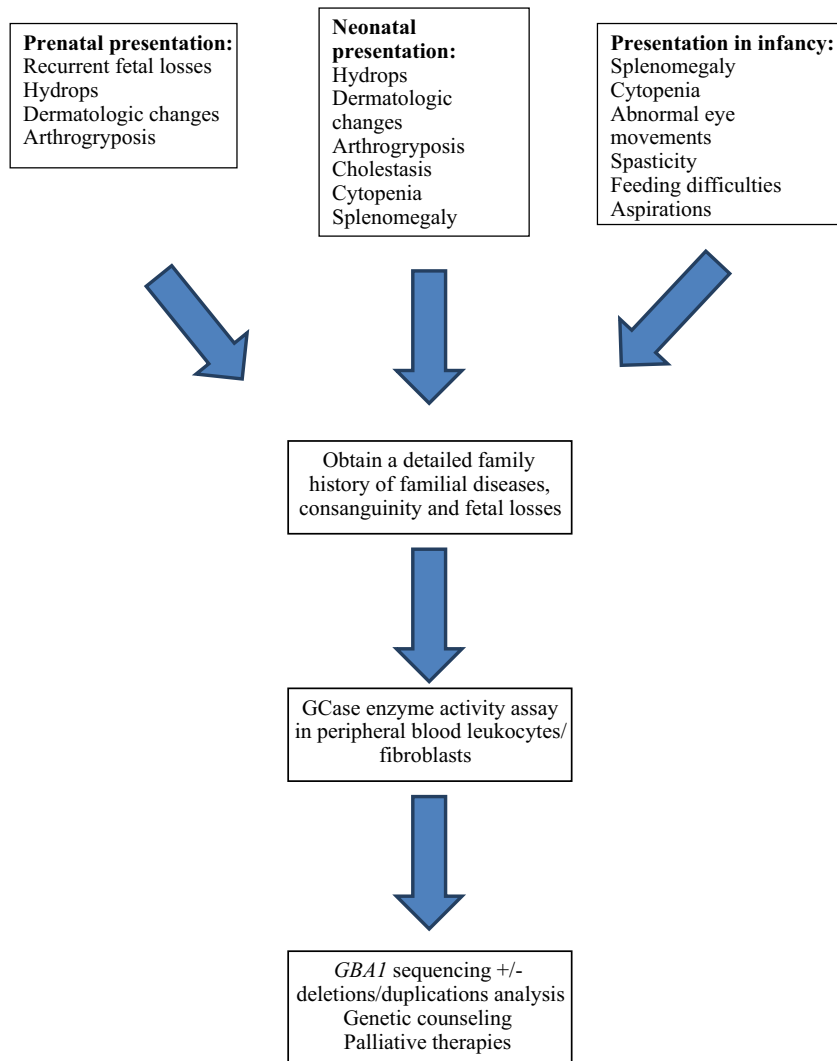 Prenatal presentation:
Recurrent fetal losses
Hydrops
Dermatologic changes
Arthrogryposis
Neonatal
presentation:
Hydrops
Dermatologic
changes
Arthrogryposis
Cholestasis
Cytopenia
Splenomegaly
Presentation in infancy:
Splenomegaly
Cytopenia
Abnormal eye
movements
Spasticity
Feeding difficulties
Aspirations
Obtain a detailed family
history of familial diseases,
consanguinity and fetal losses
GCase enzyme activity assay
in peripheral blood leukocytes/
fibroblasts
GBA1 sequencing +/-
deletions/duplications analysis
Genetic counseling
Palliative therapies